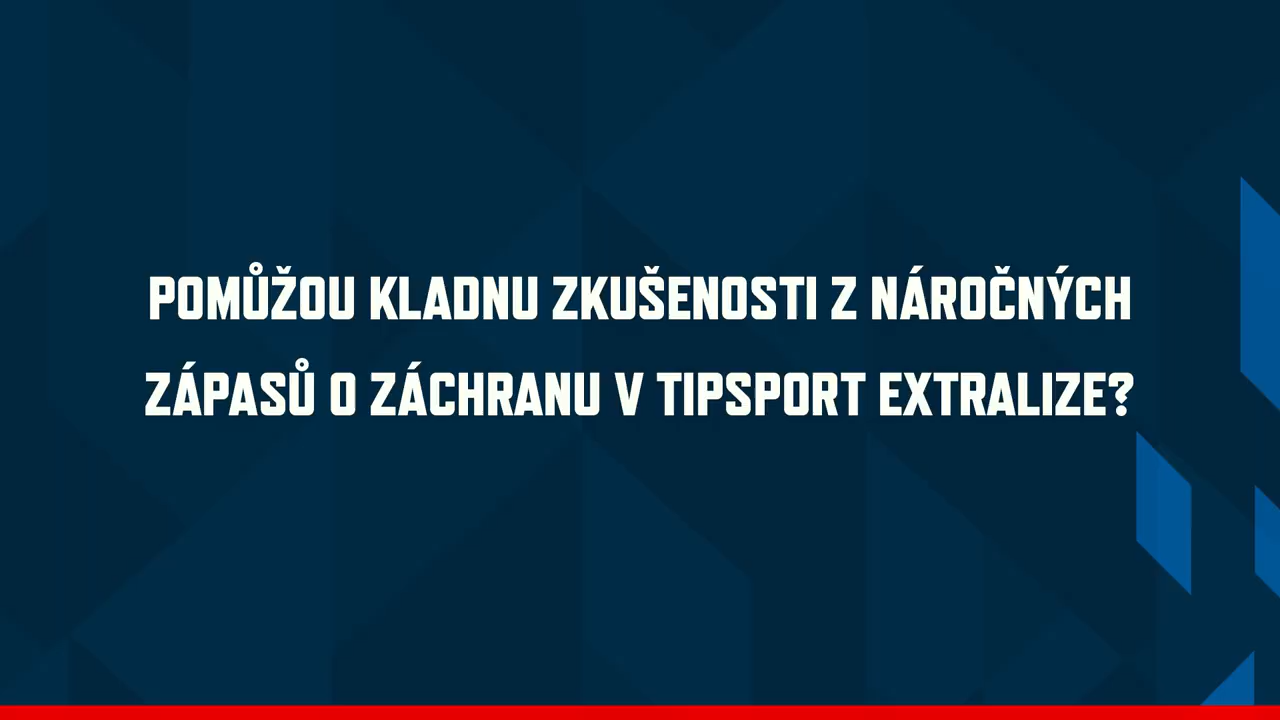 POMŮŽOU KLADNU ZKUŠENOSTI Z NÁROČNÝCH
ZÁPASŮ O ZÁCHRANU V TIPSPORT EXTRALIZE?